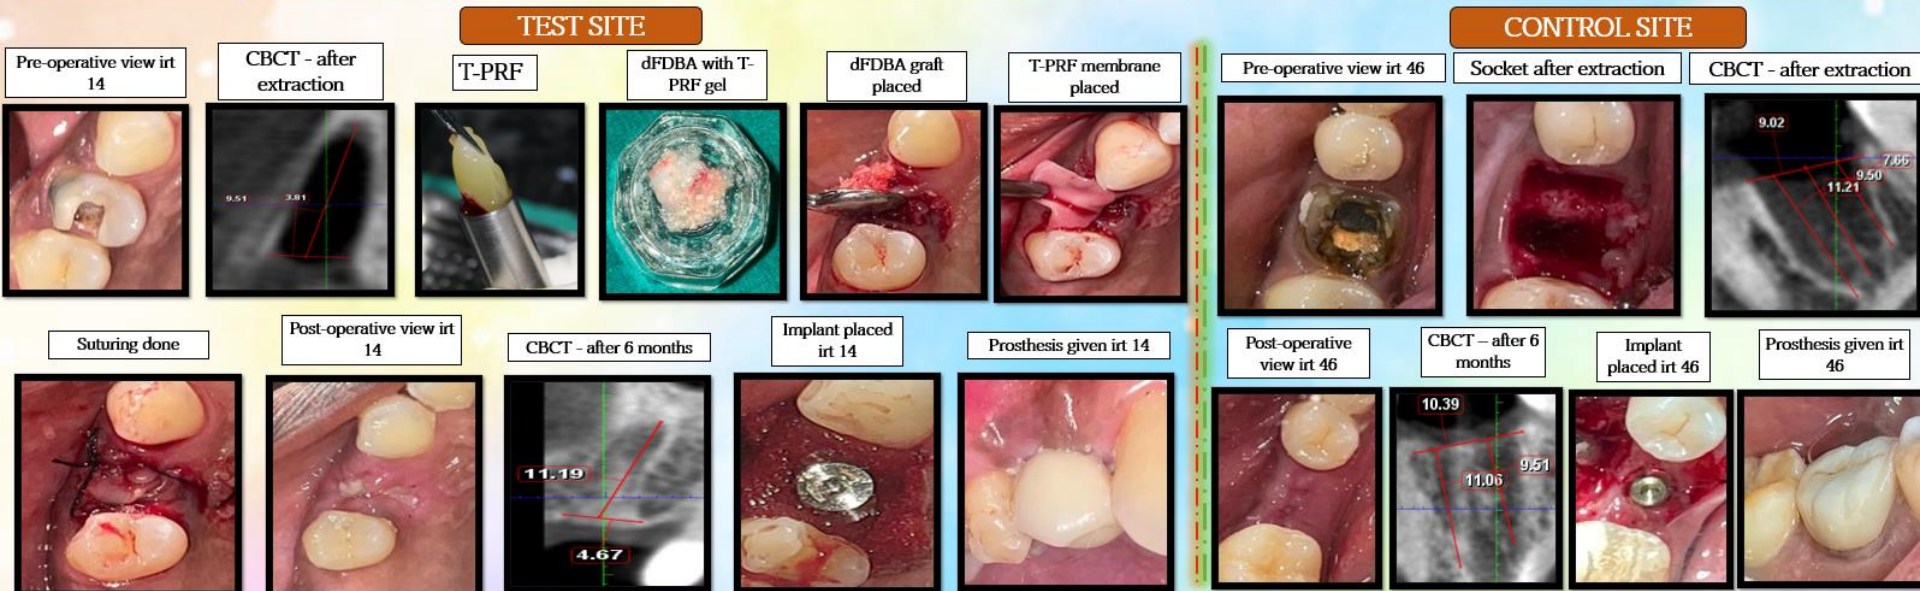 TEST SITE
CONTROL SITE
Pre-operative view irt
14
CBCT - after
extraction
T-PRF
dFDBA with T-
PRF gel
dFDBA graft
placed
T-PRF membrane
placed
Pre-operative view irt 46
Socket after extraction
CBCT - after extraction
9.51
3.81
9.02
7.66
9.50
11.21
Suturing done
Post-operative view irt
14
CBCT - after 6 months
Implant placed
irt 14
Prosthesis given irt 14
Post-operative
view irt 46
CBCT – after 6
months
Implant
placed irt 46
Prosthesis given irt
46
11.19
4.67
10.39
9.51
11.06